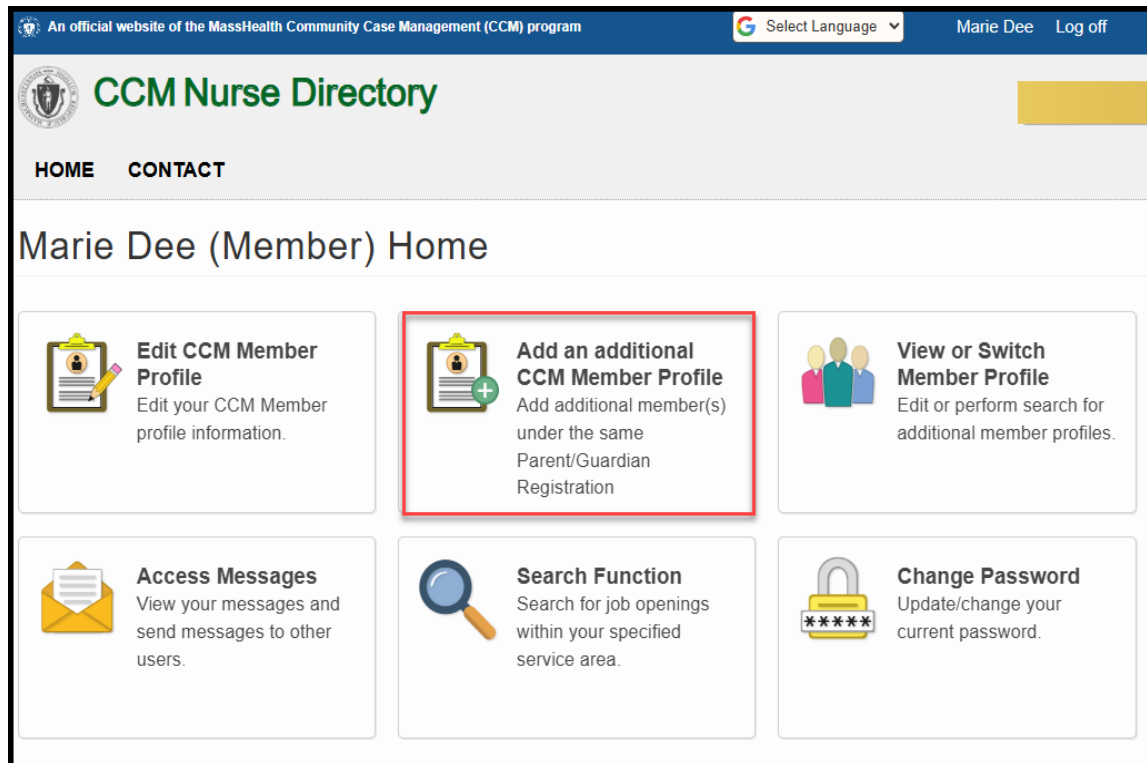 An official website of the MassHealth Community Case Management (CCM) program
Select Language
Marie Dee Log off
CCM Nurse Directory
HOME CONTACT
Marie Dee (Member) Home
Edit CCM Member
Profile
Edit your CCM Member
profile information.
Add an additional
CCM Member Profile
Add additional member(s)
under the same
Parent/Guardian
Registration
View or Switch
Member Profile
Edit or perform search for
additional member profiles.
Access Messages
View your messages and
send messages to other
users.
Search Function
Search for job openings
within your specified
service area.
*****
Change Password
Update/change your
current password.